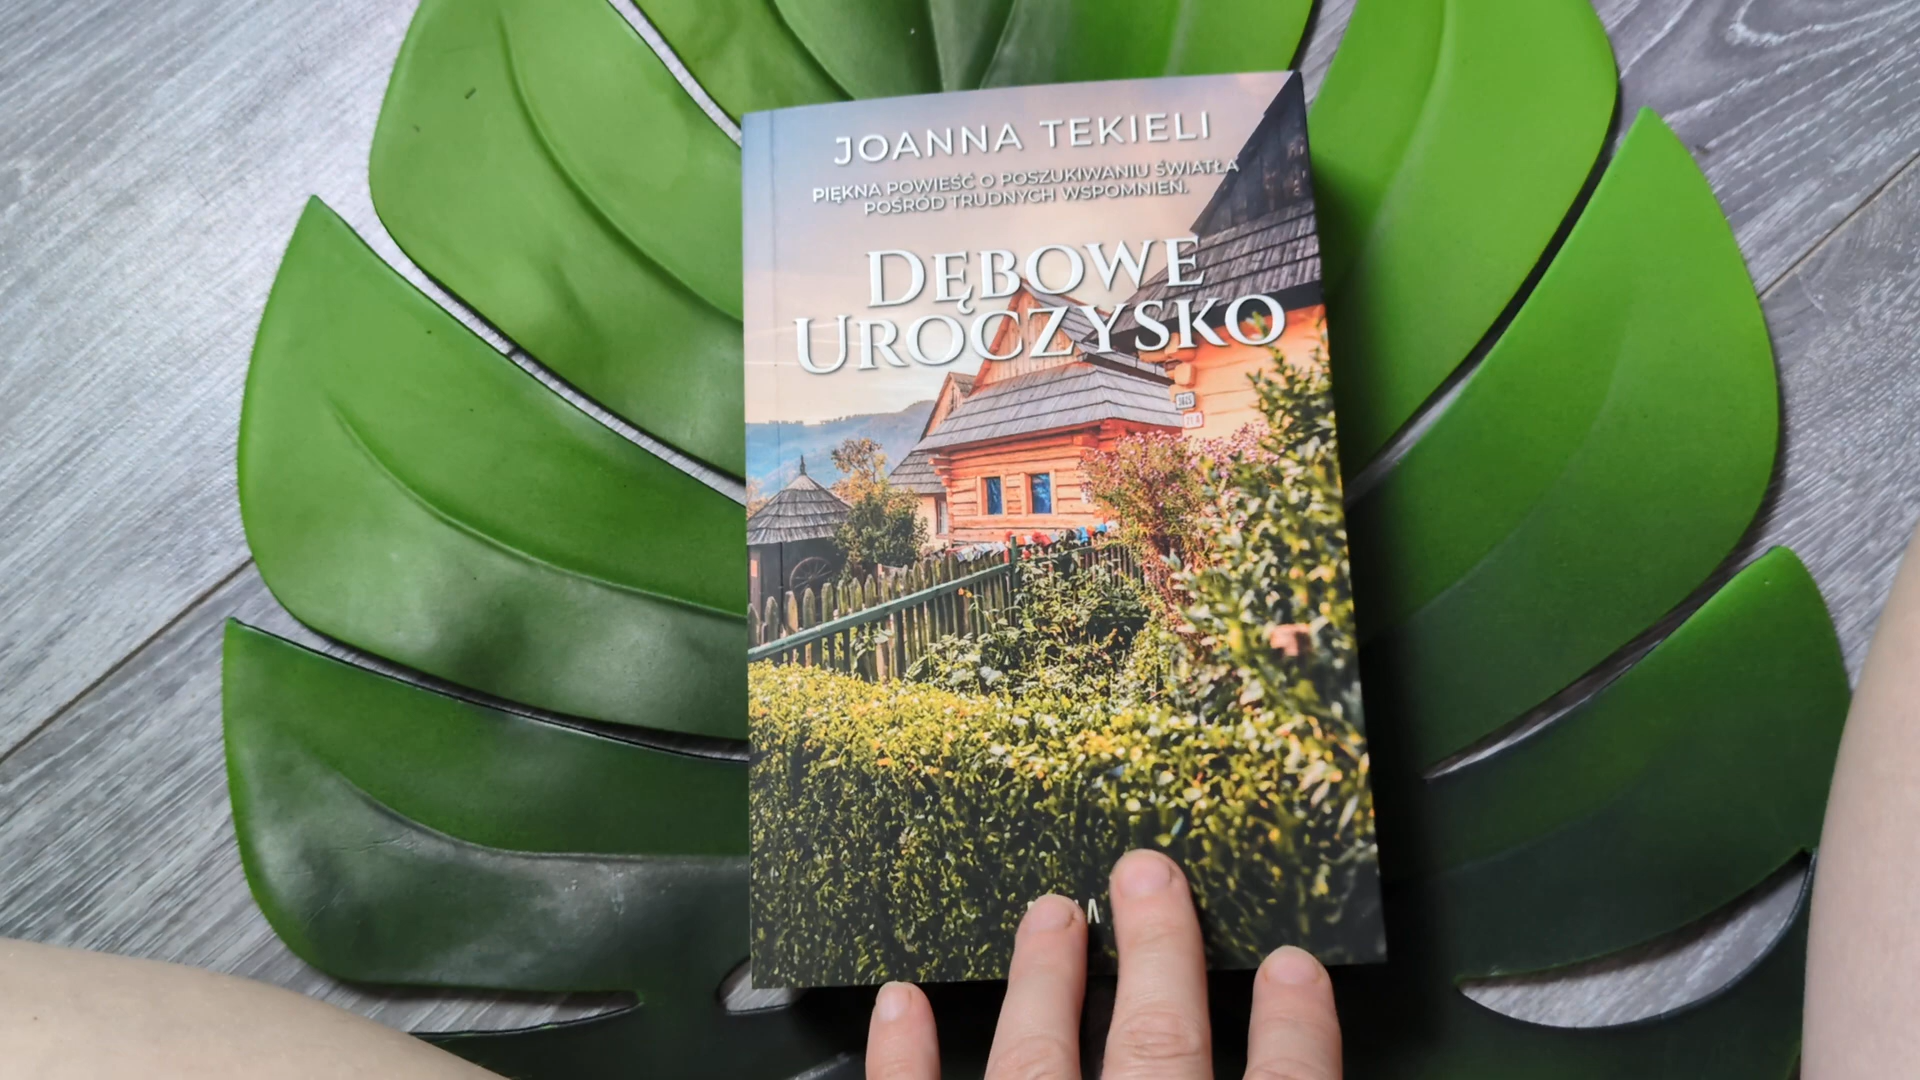 JOANNA TEKIELI
PIĘKNA POWIEŚĆ O POSZUKIWANIU ŚWIATŁA
POŚRÓD TRUDNYCH WSPOMNIEŃ.
DĘBOWE
UROCZYSKO